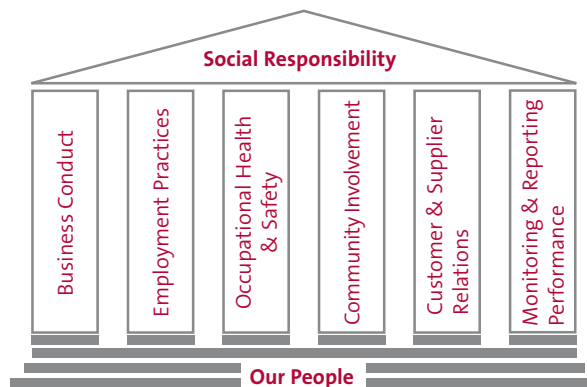 Social Responsibility
Business Conduct
Employment Practices
Occupational Health
& Safety
Community Involvement
Customer & Supplier
Relations
Monitoring & Reporting
Performance
Our People